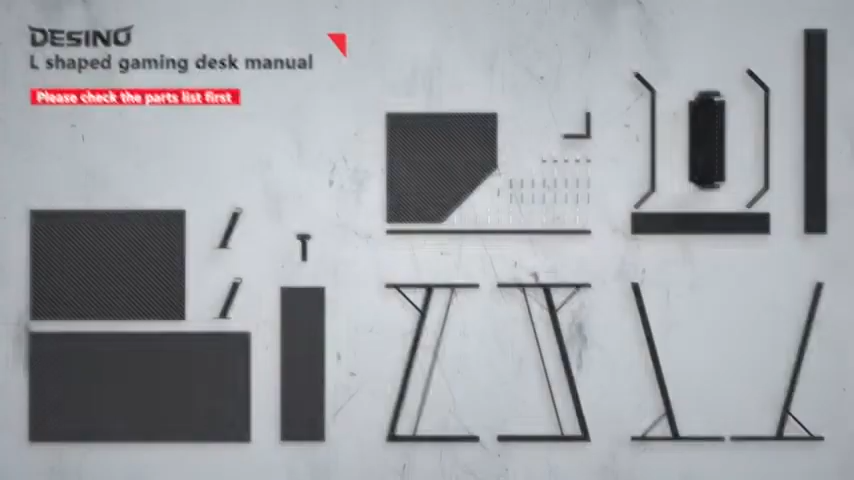 DESINO
L shaped gaming desk manual
Please check the parts list first